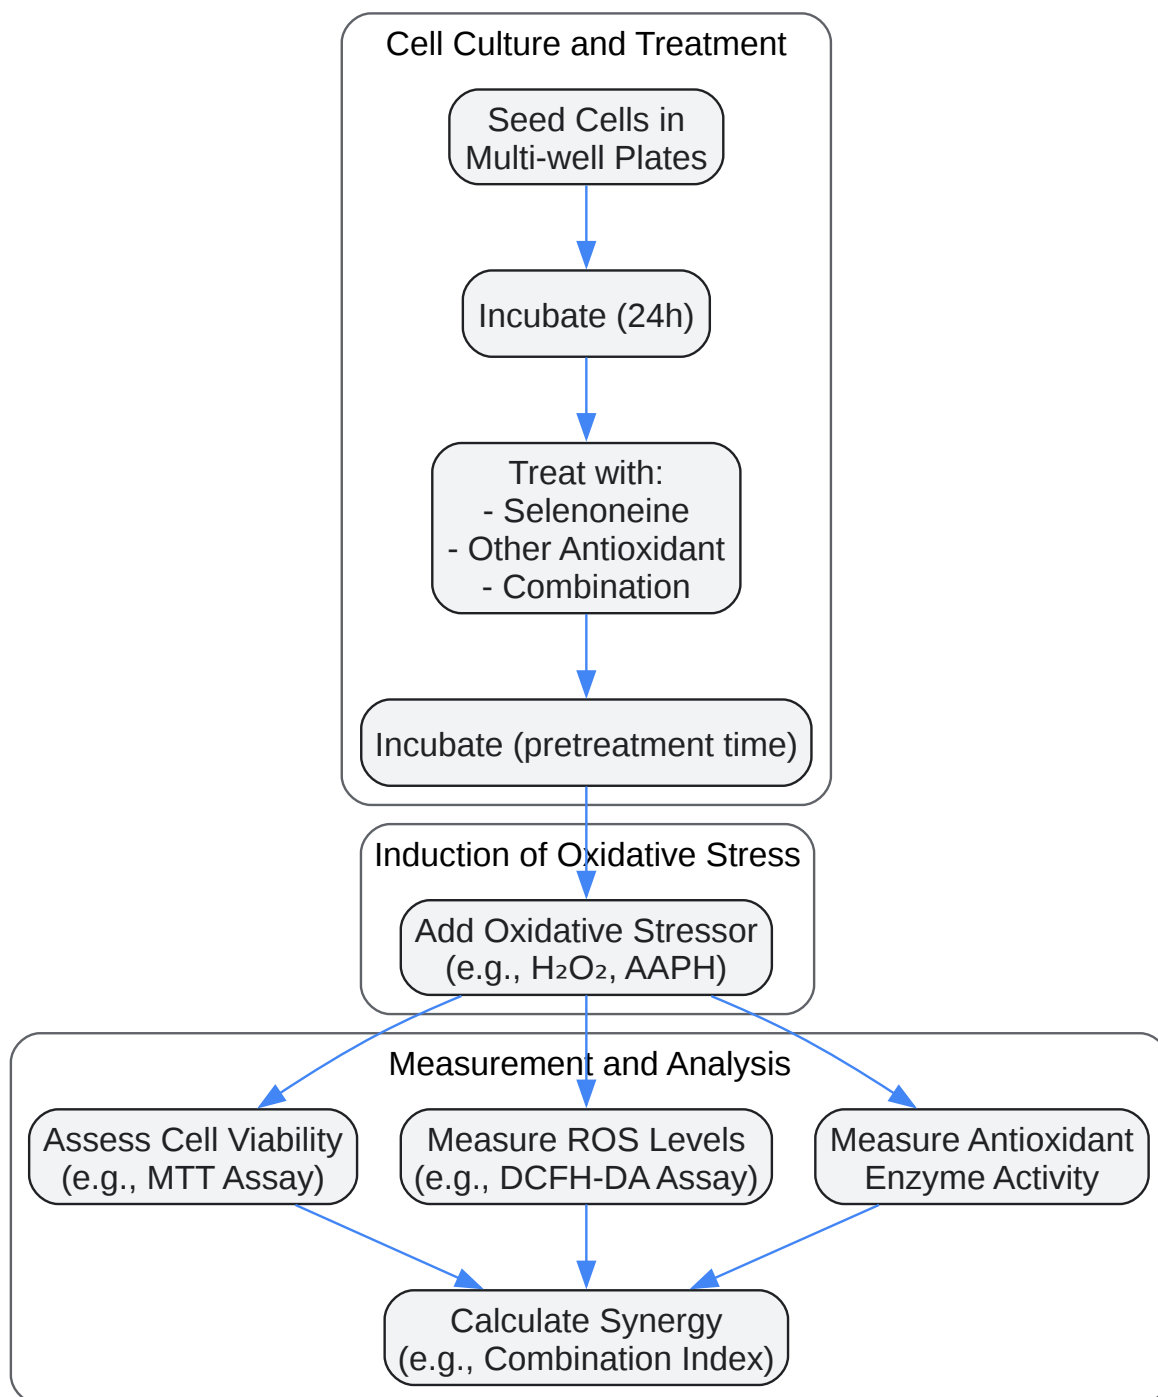 Cell Culture and Treatment
Seed Cells in
Multi-well Plates
Incubate (24h)
Treat with:
- Selenoneine
- Other Antioxidant
- Combination
Incubate (pretreatment time)
Induction of Oxidative Stress
Add Oxidative Stressor
(e.g., H₂O₂, AAPH)
Measurement and Analysis
Assess Cell Viability
(e.g., MTT Assay)
Measure ROS Levels
(e.g., DCFH-DA Assay)
Measure Antioxidant
Enzyme Activity
Calculate Synergy
(e.g., Combination Index)